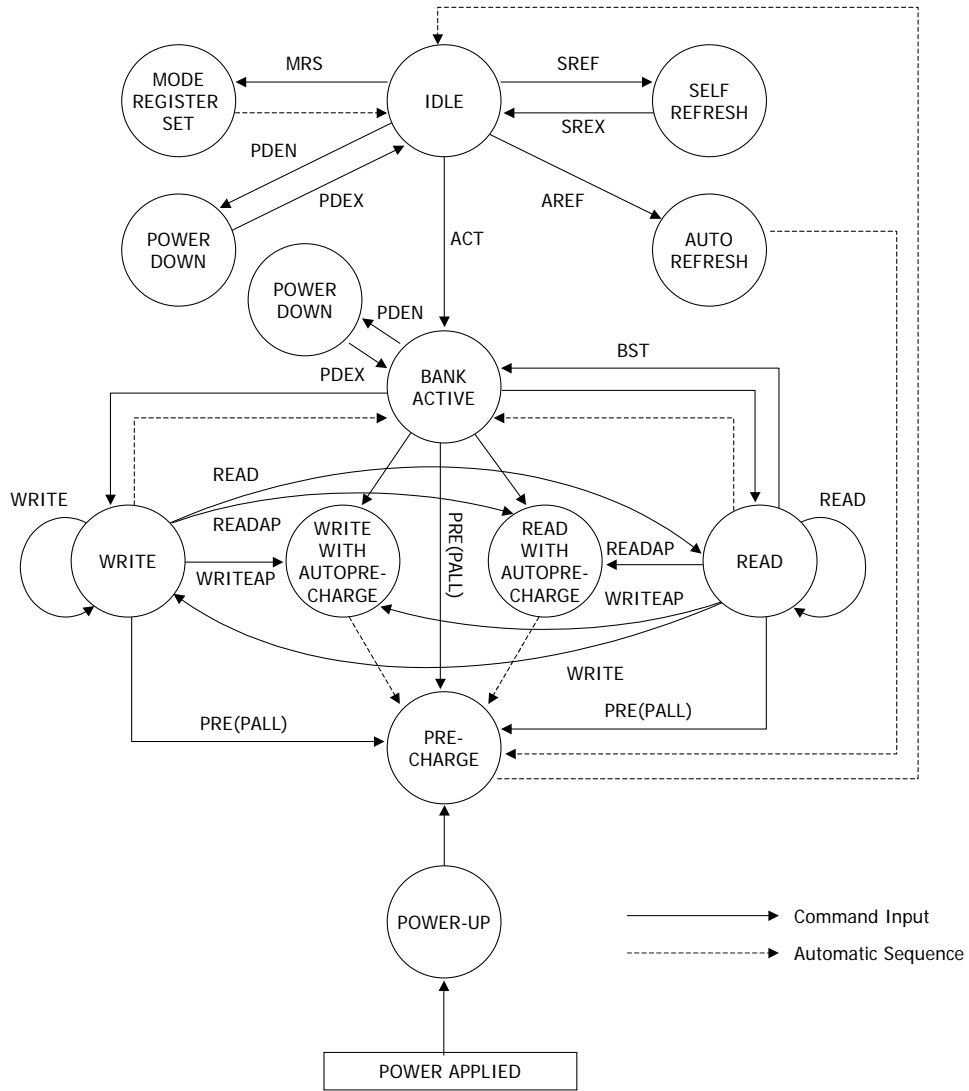 MRS
SREF
MODE
REGISTER
SET
IDLE
SELF
REFRESH
SREX
PDEN
PDEX
AREF
POWER
DOWN
ACT
AUTO
REFRESH
POWER
DOWN
PDEN
PDEX
BST
BANK
ACTIVE
READ
WRITE
READ
READAP
WRITE
WITH
AUTOPRE-
CHARGE
PRE(PALL)
READ
WITH
AUTOPRE-
CHARGE
READAP
WRITE
WRITEAP
READ
WRITEAP
WRITE
PRE(PALL)
PRE(PALL)
PRE-
CHARGE
POWER-UP
Command Input
Automatic Sequence
POWER APPLIED